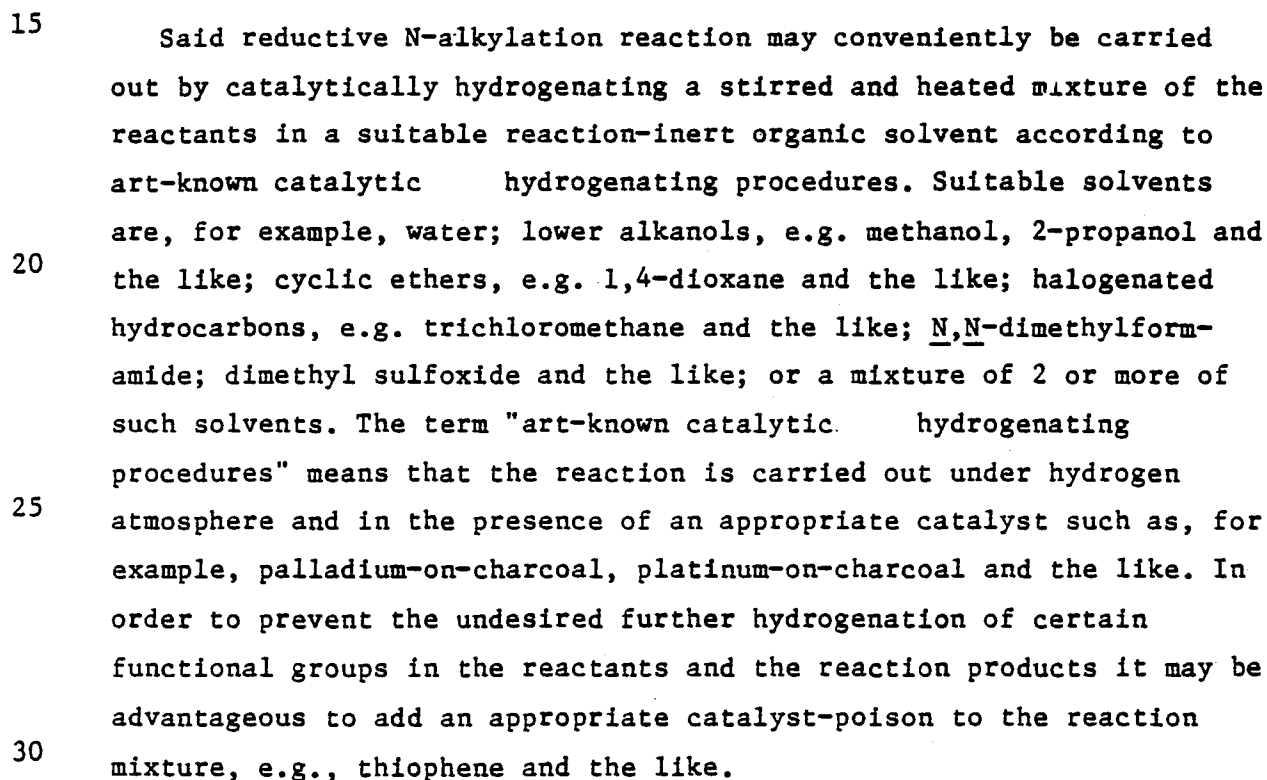 15
Said reductive N-alkylation reaction may conveniently be carried
out by catalytically hydrogenating a stirred and heated mixture of the
reactants in a suitable reaction-inert organic solvent according to
art-known catalytic hydrogenating procedures. Suitable solvents
are, for example, water; lower alkanols, e.g. methanol, 2-propanol and
20
the like; cyclic ethers, e.g. 1,4-dioxane and the like; halogenated
hydrocarbons, e.g. trichloromethane and the like; N,N-dimethylform-
amide; dimethyl sulfoxide and the like; or a mixture of 2 or more of
such solvents. The term "art-known catalytic hydrogenating
procedures" means that the reaction is carried out under hydrogen
25
atmosphere and in the presence of an appropriate catalyst such as, for
example, palladium-on-charcoal, platinum-on-charcoal and the like. In
order to prevent the undesired further hydrogenation of certain
functional groups in the reactants and the reaction products it may be
advantageous to add an appropriate catalyst-poison to the reaction
30
mixture, e.g., thiophene and the like.